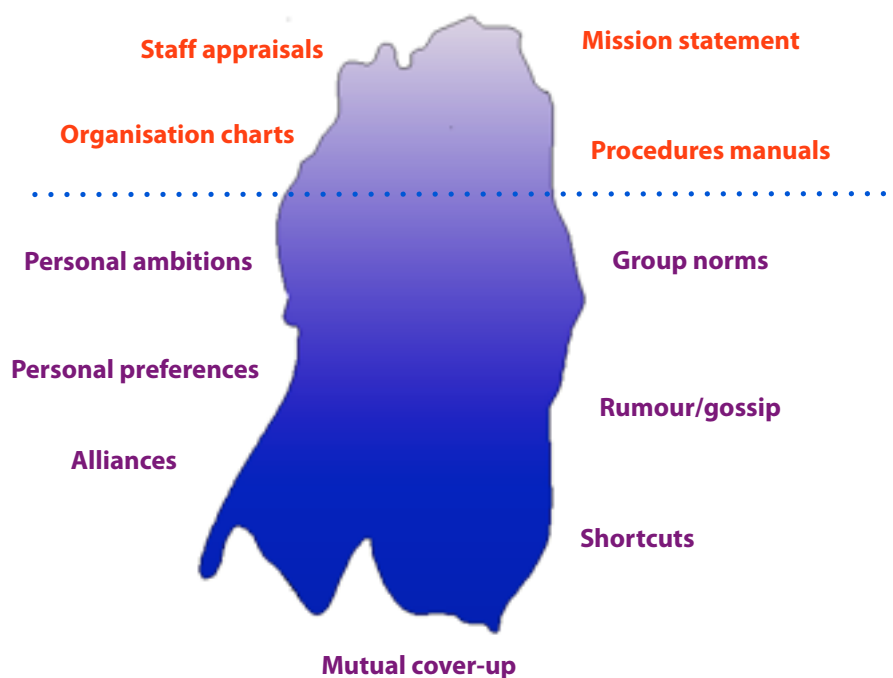 Staff appraisals
Mission statement
Organisation charts
Procedures manuals
Personal ambitions
Group norms
Personal preferences
Rumour/gossip
Alliances
Shortcuts
Mutual cover-up